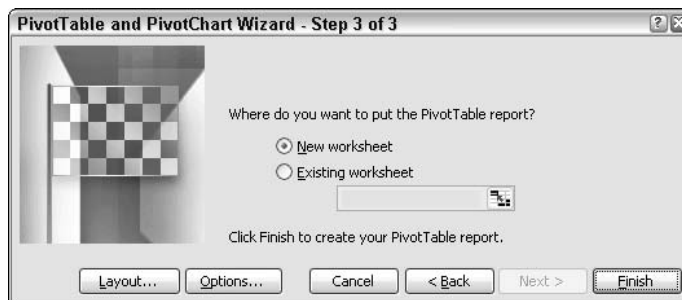 PivotTable and PivotChart Wizard - Step 3 of 3
Where do you want to put the PivotTable report?
New worksheet
Existing worksheet
Click Finish to create your PivotTable report.
Layout... Options... Cancel < Back Next > Finish